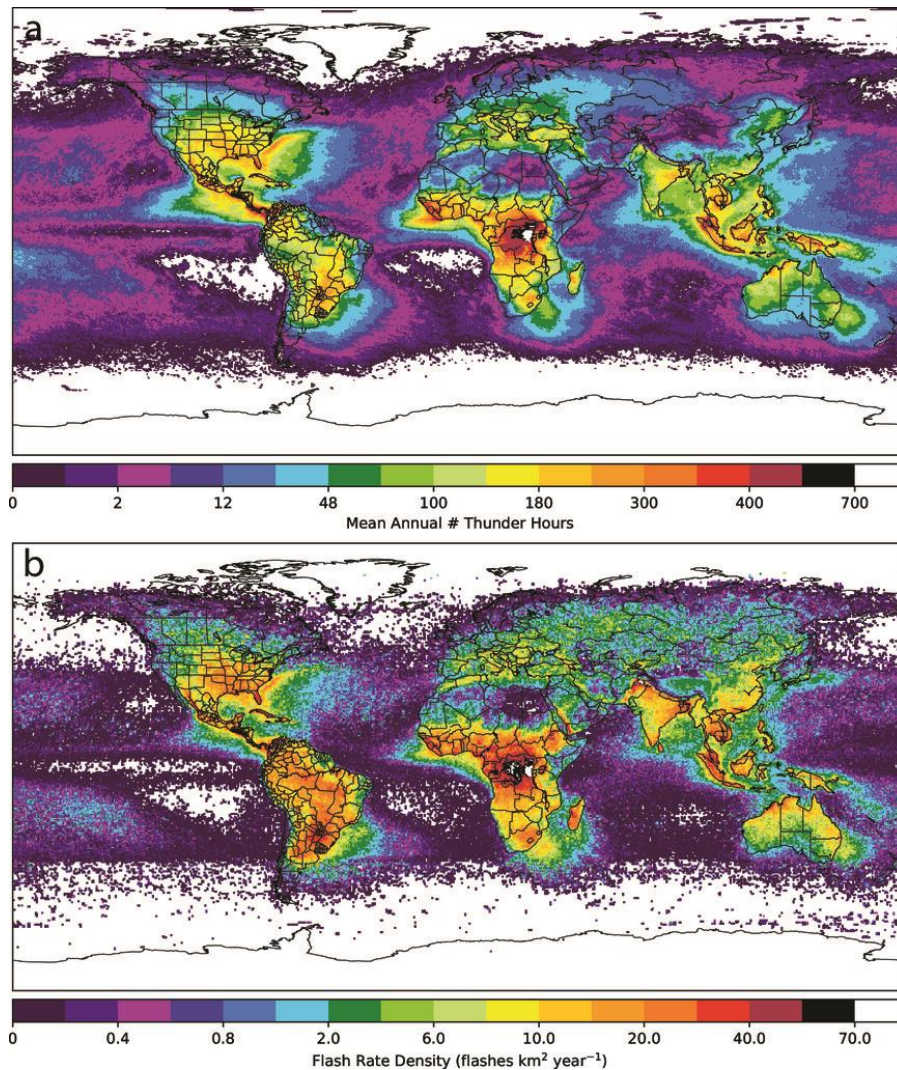 a
0 2 12 48 100 180 300 400 700
Mean Annual # Thunder Hours
b
0 0.4 0.8 2.0 6.0 10.0 20.0 40.0 70.0
Flash Rate Density (flashes km² year⁻¹)